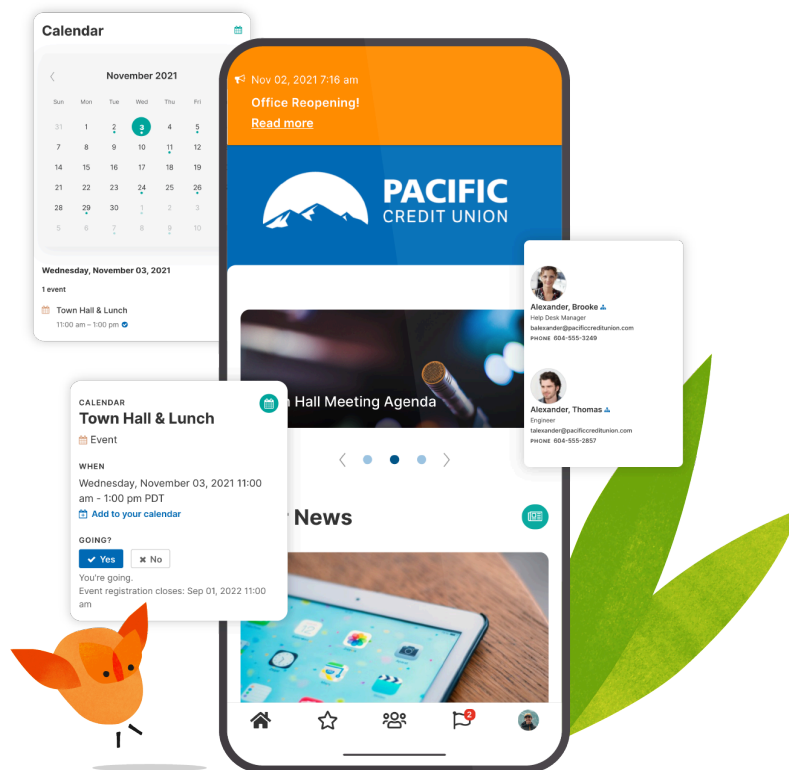 Calendar
November 2021
Sun Mon Tue Wed Thu Fri
31 1 2 3 4 5
7 8 9 10 11 12
14 15 16 17 18 19
21 22 23 24 25 26
28 29 30 1 2 3
5 6 7 8 9 10
Wednesday, November 03, 2021
1 event
Town Hall & Lunch
11:00 am – 1:00 pm
Nov 02, 2021 7:16 am
Office Reopening!
Read more
PACIFIC
CREDIT UNION
Hall Meeting Agenda
News
2
Alexander, Brooke
Help Desk Manager
balexander@pacificcreditunion.com
PHONE 604-555-3249
Alexander, Thomas
Engineer
talexander@pacificcreditunion.com
PHONE 604-555-2857
CALENDAR
Town Hall & Lunch
Event
WHEN
Wednesday, November 03, 2021 11:00
am - 1:00 pm PDT
Add to your calendar
GOING?
Yes No
You're going.
Event registration closes: Sep 01, 2022 11:00
am